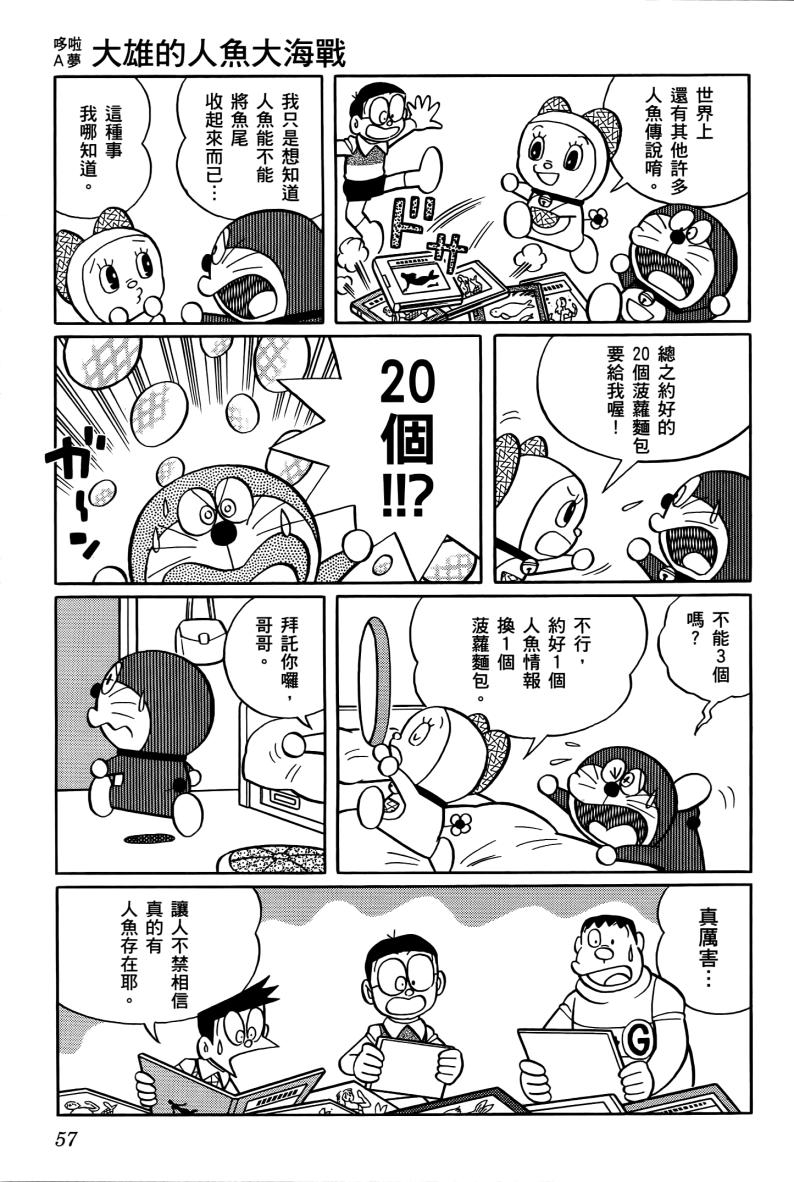 哆啦
A夢
大雄的人魚大海戰
世界上
還有其他許多
人魚傳說唷。
ドサ
我只是想知道
人魚能不能
將魚尾
收起來而已…
這種事
我哪知道。
總之約好的
20個菠蘿麵包
要給我喔！
20
個
!!?
ガーン
不能3個
嗎？
不行，
約好1個
人魚情報
換1個
菠蘿麵包。
拜託你囉，
哥哥。
真厲害…
G
讓人不禁相信
真的有
人魚存在耶。
57